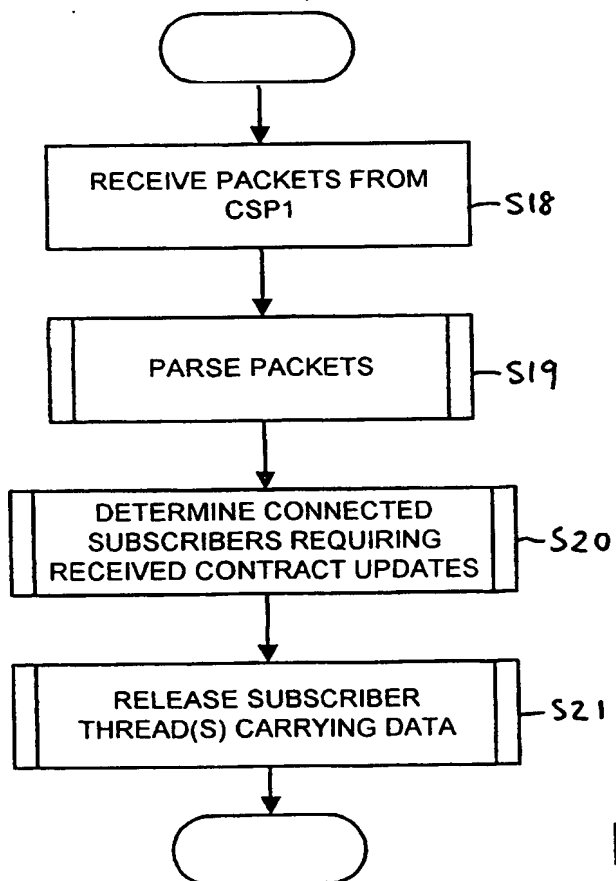 RECEIVE PACKETS FROM
CSP1
S18
PARSE PACKETS
S19
DETERMINE CONNECTED
SUBSCRIBERS REQUIRING
RECEIVED CONTRACT UPDATES
S20
RELEASE SUBSCRIBER
THREAD(S) CARRYING DATA
S21